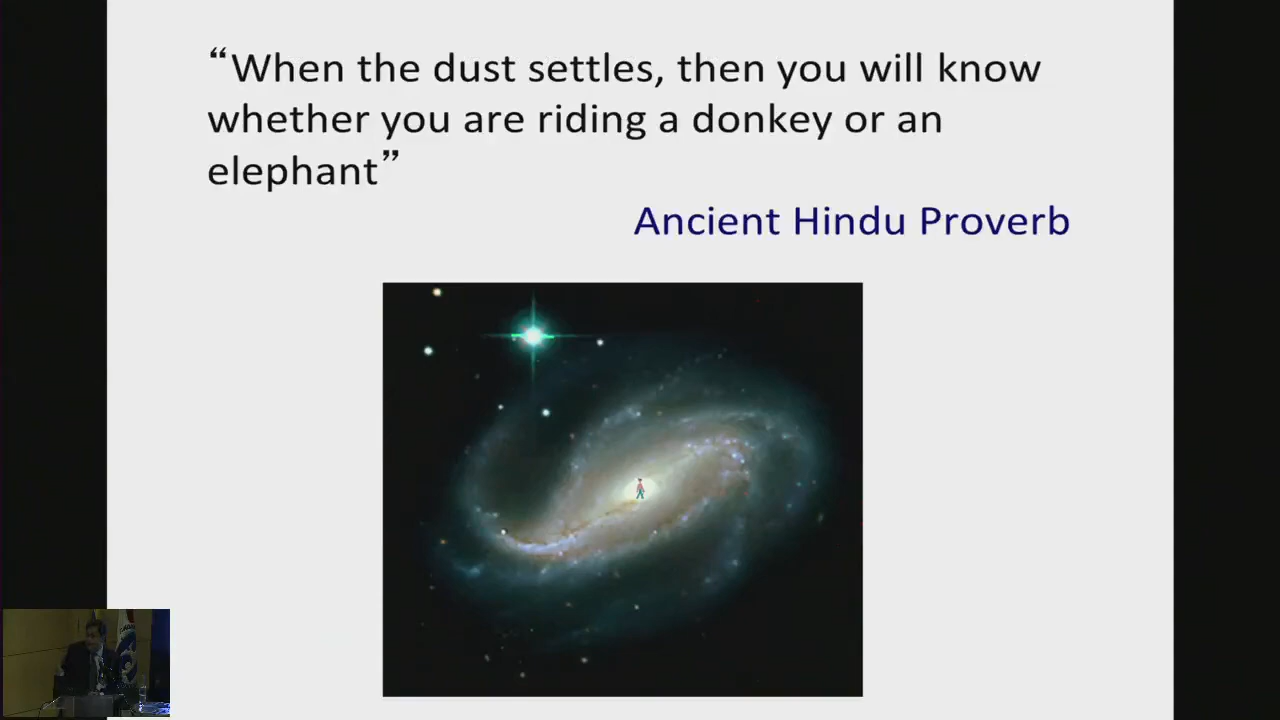 “When the dust settles, then you will know
whether you are riding a donkey or an
elephant”
Ancient Hindu Proverb